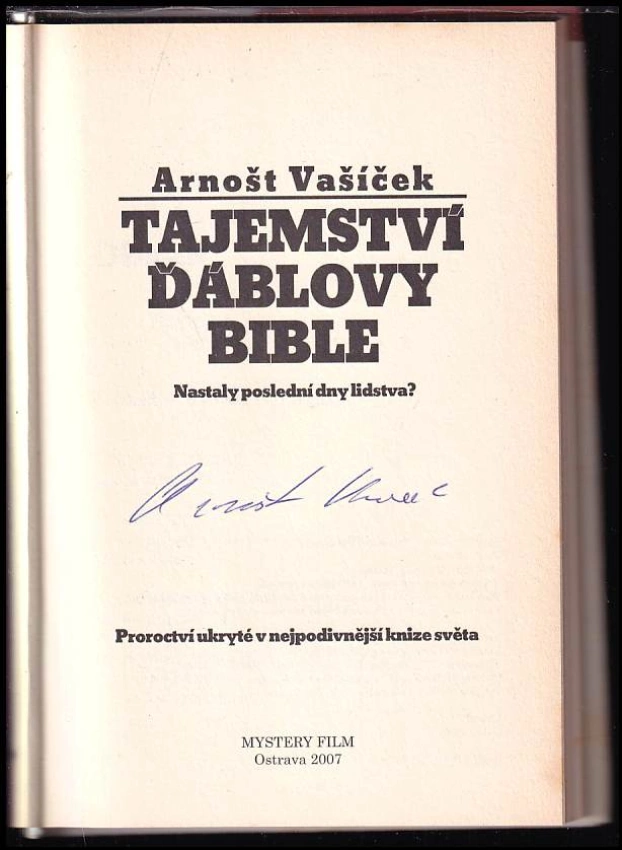 Arnošt Vašíček
TAJEMSTVÍ
ĎÁBLOVY
BIBLE
Nastaly poslední dny lidstva?
Proroctví ukryté v nejpodivnější knize světa
MYSTERY FILM
Ostrava 2007